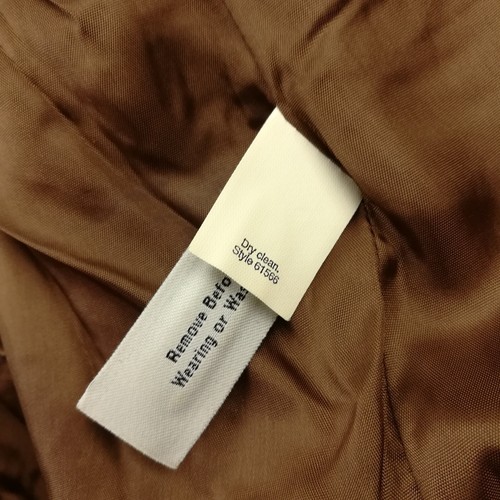 Dry clean.
Style 61566
Remove Befo
Wearing or Was